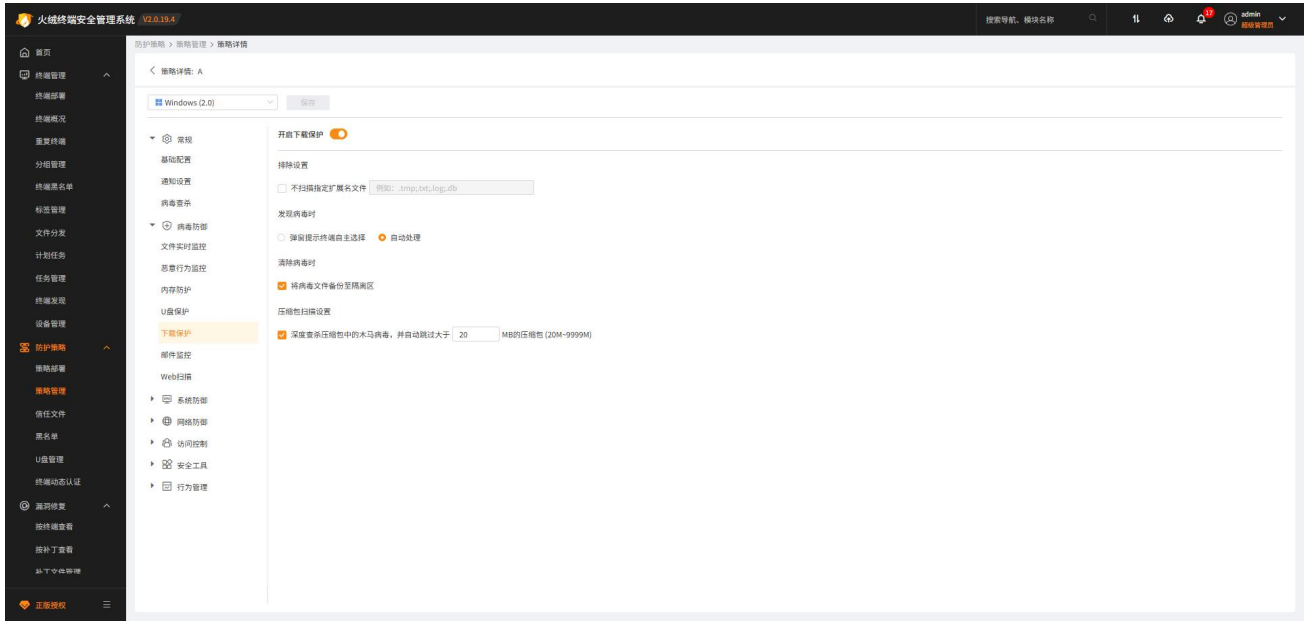 火绒终端安全管理系统 V2.0.19.4
搜索导航、模块名称
17
admin
超级管理员
首页
终端管理
终端部署
终端概况
重复终端
分组管理
终端黑名单
标签管理
文件分发
计划任务
任务管理
终端发现
设备管理
防护策略
策略部署
策略管理
信任文件
黑名单
U盘管理
终端动态认证
漏洞修复
按终端查看
按补丁查看
补丁文件管理
正版授权
防护策略 > 策略管理 > 策略详情
策略详情: A
Windows (2.0)
保存
常规
基础配置
通知设置
病毒查杀
病毒防御
文件实时监控
恶意行为监控
内存防护
U盘保护
下载保护
邮件监控
Web扫描
系统防御
网络防御
访问控制
安全工具
行为管理
开启下载保护
排除设置
不扫描指定扩展名文件 例如: .tmp;.txt;.log;.db
发现病毒时
弹窗提示终端自主选择 自动处理
清除病毒时
将病毒文件备份至隔离区
压缩包扫描设置
深度查杀压缩包中的木马病毒，并自动跳过大于 20 MB的压缩包 (20M~9999M)